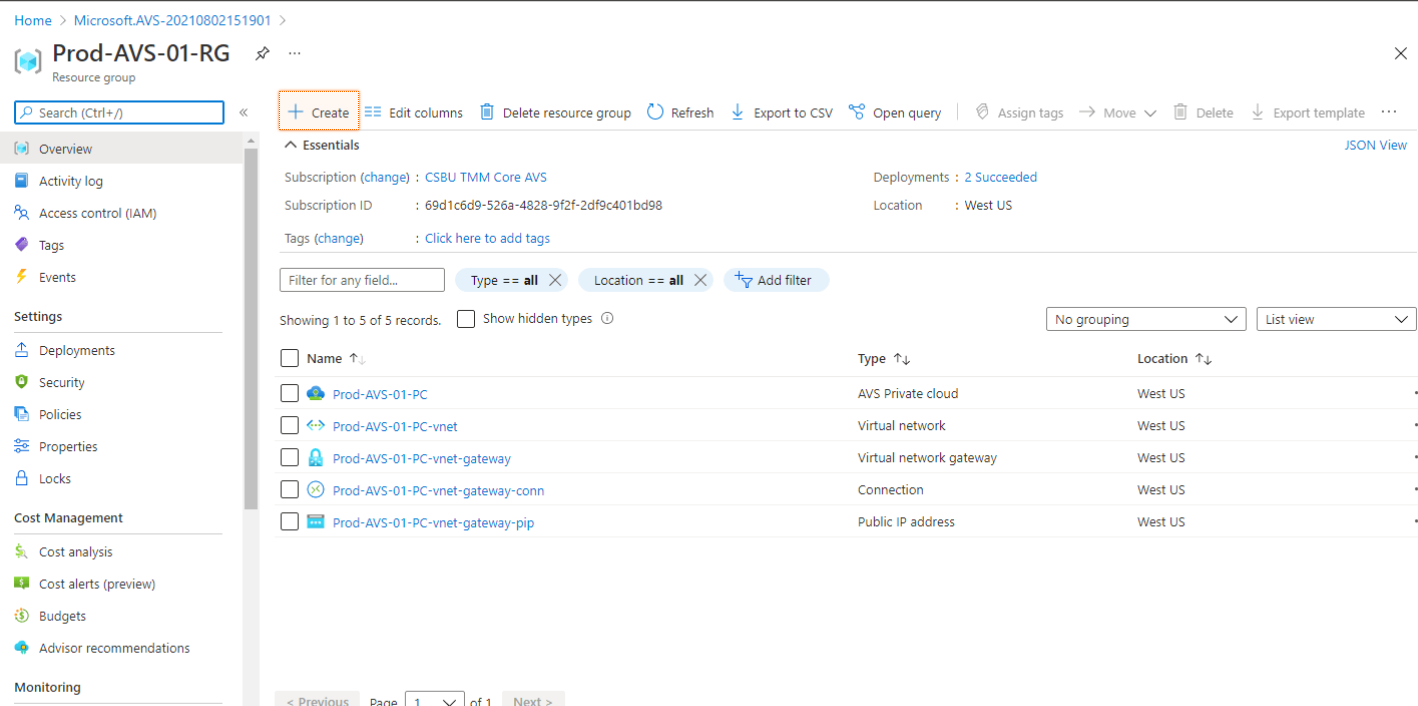 Home > Microsoft.AVS-20210802151901 >
Prod-AVS-01-RG ...
Resource group
Search (Ctrl+/) «
Create Edit columns Delete resource group Refresh Export to CSV Open query Assign tags Move Delete Export template ...
Overview
Activity log
Access control (IAM)
Tags
Events
Settings
Deployments
Security
Policies
Properties
Locks
Cost Management
Cost analysis
Cost alerts (preview)
Budgets
Advisor recommendations
Monitoring
Essentials JSON View
Subscription (change) : CSBU TMM Core AVS Deployments : 2 Succeeded
Subscription ID : 69d1c6d9-526a-4828-9f2f-2df9c401bd98 Location : West US
Tags (change) : Click here to add tags
Filter for any field... Type == all Location == all Add filter
Showing 1 to 5 of 5 records. Show hidden types No grouping List view
Name ↑↓ Type ↑↓ Location ↑↓
Prod-AVS-01-PC AVS Private cloud West US
Prod-AVS-01-PC-vnet Virtual network West US
Prod-AVS-01-PC-vnet-gateway Virtual network gateway West US
Prod-AVS-01-PC-vnet-gateway-conn Connection West US
Prod-AVS-01-PC-vnet-gateway-pip Public IP address West US
< Previous Page 1 of 1 Next >